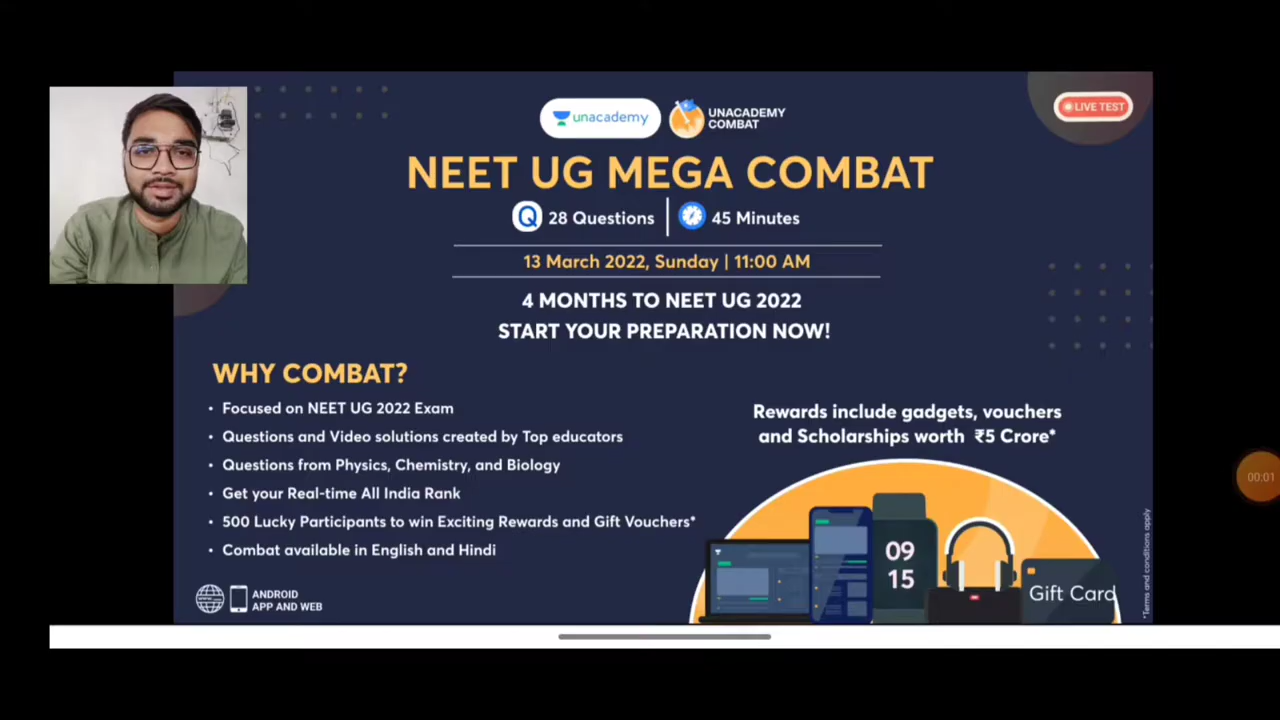 unacademy
UNACADEMY
COMBAT
LIVE TEST
NEET UG MEGA COMBAT
Q 28 Questions | 45 Minutes
13 March 2022, Sunday | 11:00 AM
4 MONTHS TO NEET UG 2022
START YOUR PREPARATION NOW!
WHY COMBAT?
• Focused on NEET UG 2022 Exam
• Questions and Video solutions created by Top educators
• Questions from Physics, Chemistry, and Biology
• Get your Real-time All India Rank
• 500 Lucky Participants to win Exciting Rewards and Gift Vouchers*
• Combat available in English and Hindi
ANDROID
APP AND WEB
Rewards include gadgets, vouchers
and Scholarships worth ₹5 Crore*
09
15
Gift Card
*Terms and conditions apply
00:01